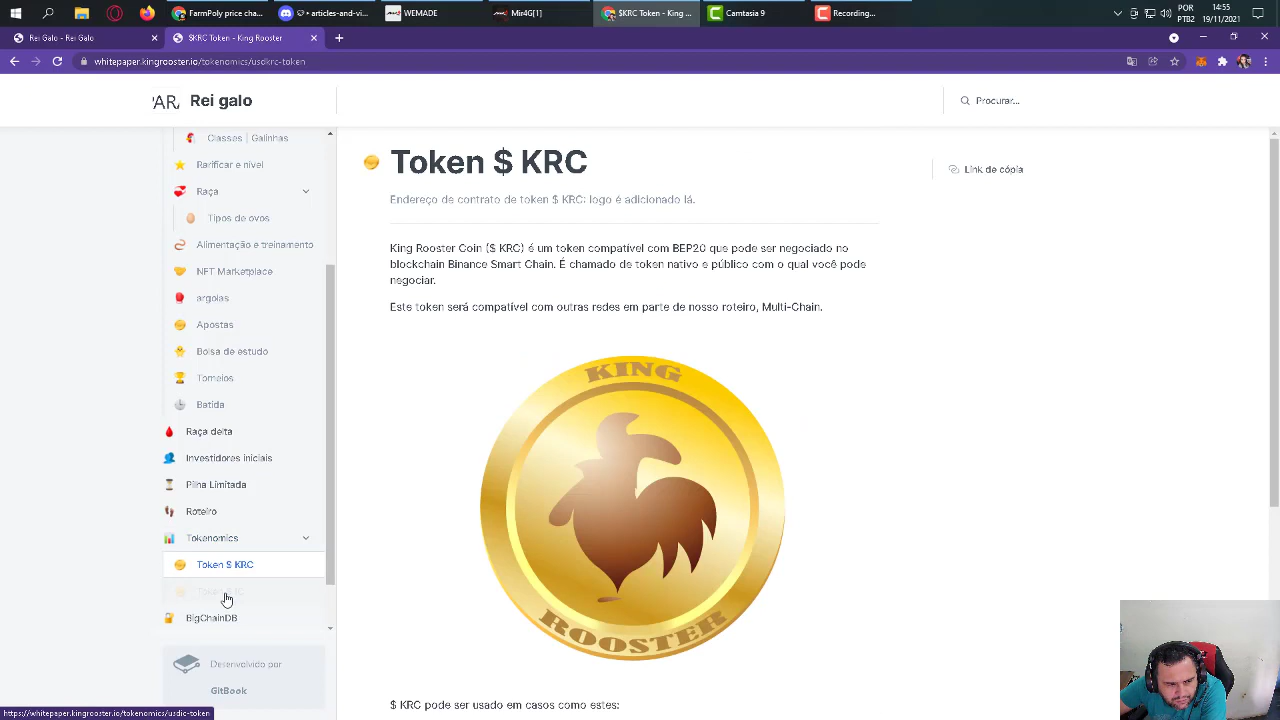 FarmPoly price cha...
articles-and-vi...
WEMADE
Mir4G[1]
$KRC Token - King ...
Camtasia 9
Recording...
POR
PTB2
14:55
19/11/2021
Rei Galo - Rei Galo
$KRC Token - King Rooster
whitepaper.kingrooster.io/tokenomics/usdkrc-token
Rei galo
Procurar...
Classes | Galinhas
Rarificar e nível
Raça
Tipos de ovos
Alimentação e treinamento
NFT Marketplace
argolas
Apostas
Bolsa de estudo
Torneios
Batida
Raça delta
Investidores iniciais
Pilha Limitada
Roteiro
Tokenomics
Token $ KRC
BigChainDB
Desenvolvido por
GitBook
https://whitepaper.kingrooster.io/tokenomics/usdic-token
Token $ KRC
Endereço de contrato de token $ KRC: logo é adicionado lá.
King Rooster Coin ($ KRC) é um token compatível com BEP20 que pode ser negociado no
blockchain Binance Smart Chain. É chamado de token nativo e público com o qual você pode
negociar.
Este token será compatível com outras redes em parte de nosso roteiro, Multi-Chain.
KING
ROOSTER
$ KRC pode ser usado em casos como estes:
Link de cópia